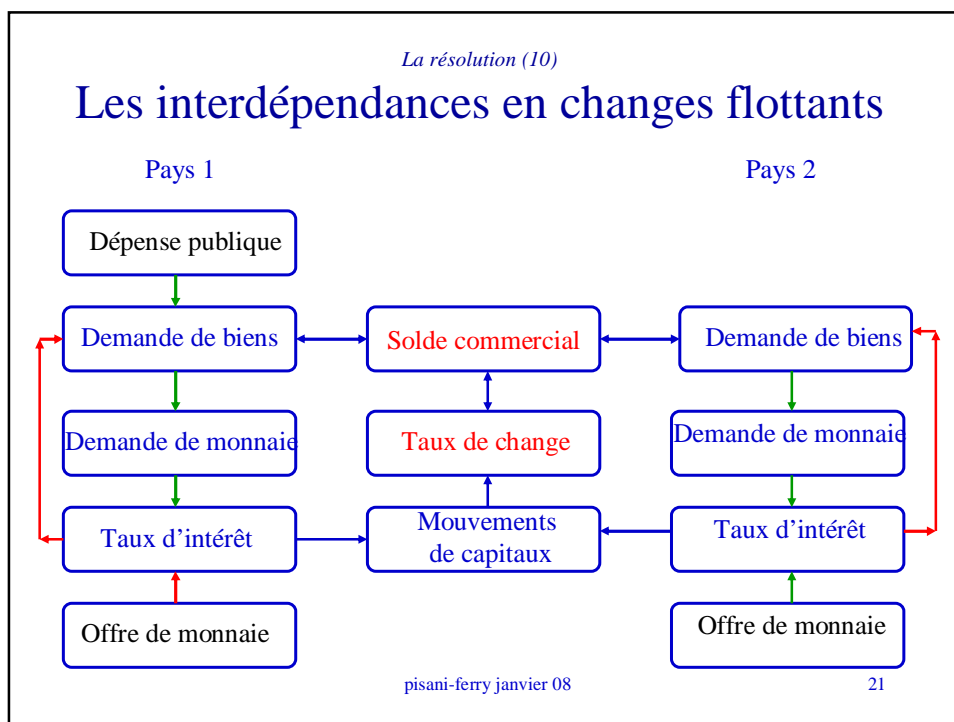 La résolution (10)
Les interdépendances en changes flottants
Pays 1
Pays 2
Dépense publique
Demande de biens
Solde commercial
Demande de biens
Demande de monnaie
Taux de change
Demande de monnaie
Taux d’intérêt
Mouvements
de capitaux
Taux d’intérêt
Offre de monnaie
Offre de monnaie
pisani-ferry janvier 08
21